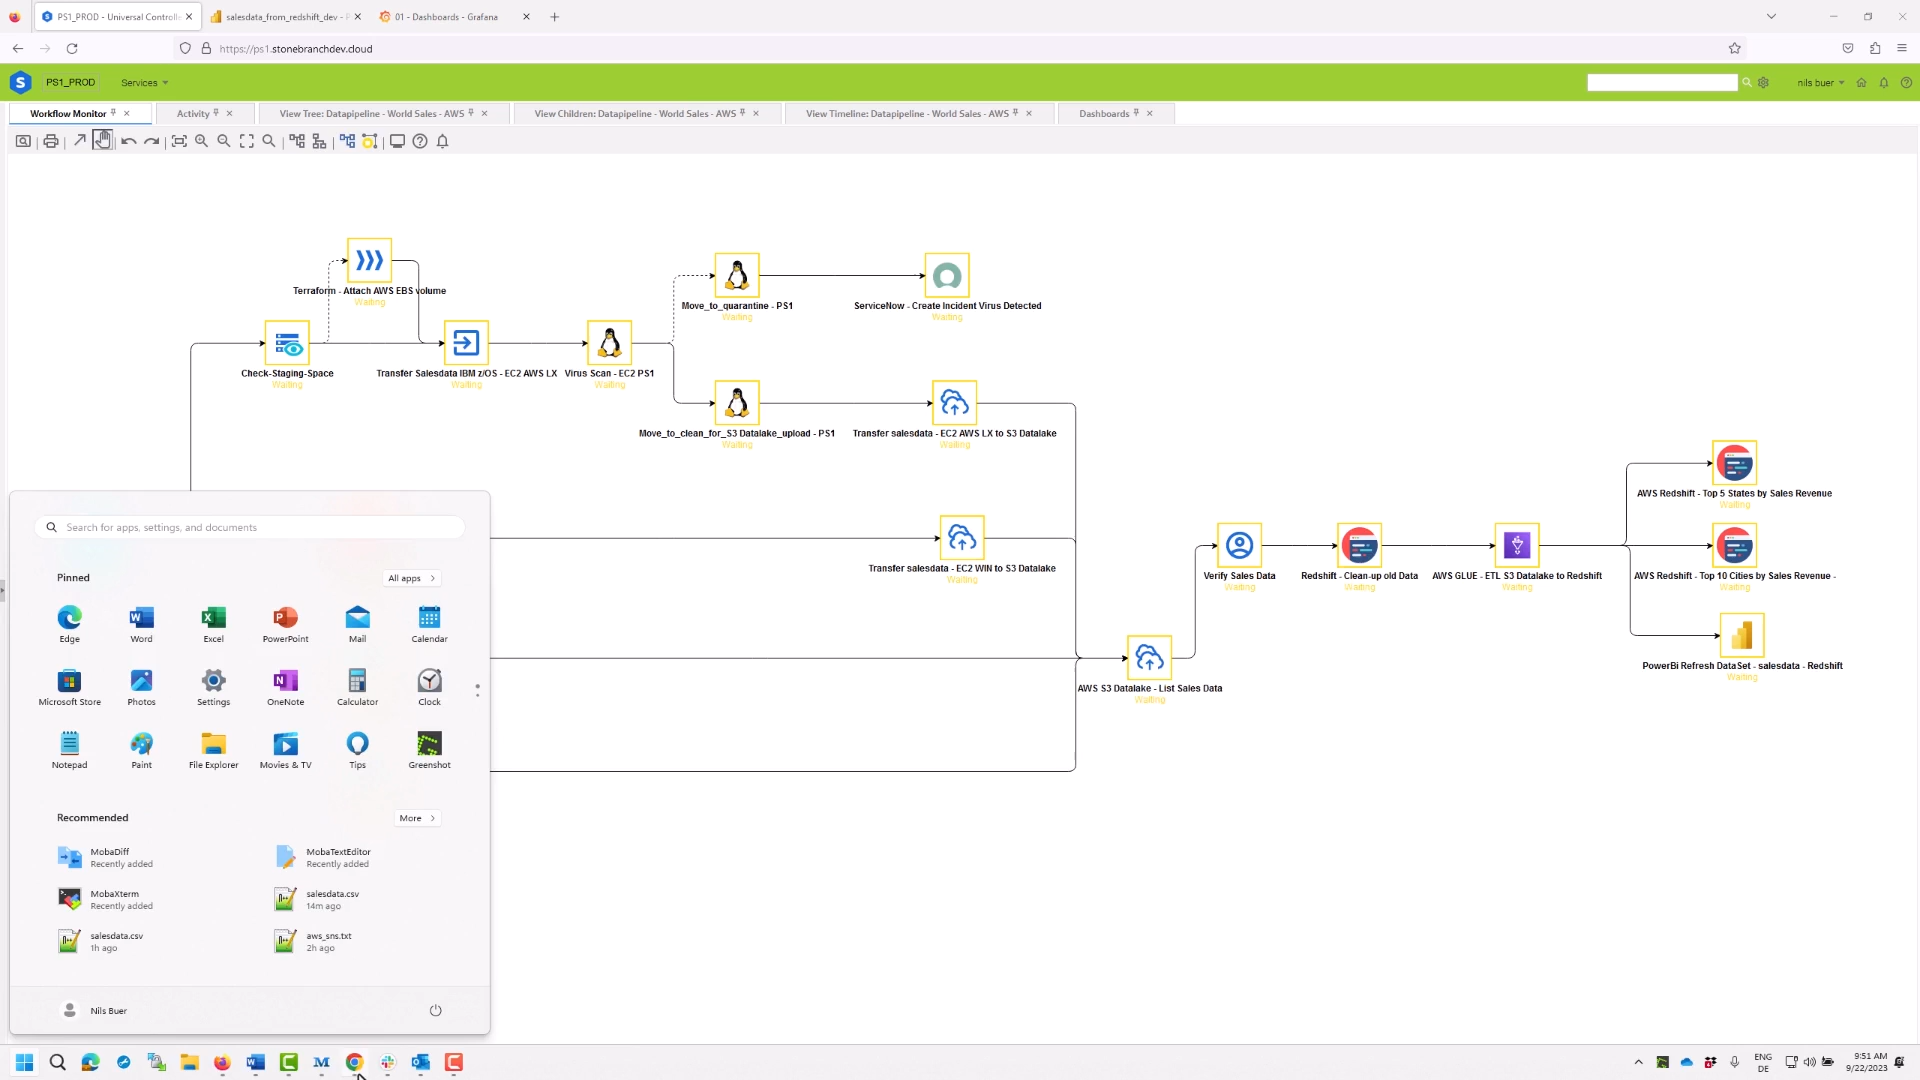 PS1_PROD - Universal Controlle
salesdata_from_redshift_dev - P
01 - Dashboards - Grafana
https://ps1.stonebranchdev.cloud
PS1_PROD
Services
nils buer
Workflow Monitor
Activity
View Tree: Datapipeline - World Sales - AWS
View Children: Datapipeline - World Sales - AWS
View Timeline: Datapipeline - World Sales - AWS
Dashboards
Terraform - Attach AWS EBS volume
Waiting
Move_to_quarantine - PS1
Waiting
ServiceNow - Create Incident Virus Detected
Waiting
Check-Staging-Space
Waiting
Transfer Salesdata IBM z/OS - EC2 AWS LX
Waiting
Virus Scan - EC2 PS1
Waiting
Move_to_clean_for_S3 Datalake_upload - PS1
Waiting
Transfer salesdata - EC2 AWS LX to S3 Datalake
Waiting
AWS Redshift - Top 5 States by Sales Revenue
Waiting
Transfer salesdata - EC2 WIN to S3 Datalake
Waiting
Verify Sales Data
Waiting
Redshift - Clean-up old Data
Waiting
AWS GLUE - ETL S3 Datalake to Redshift
Waiting
AWS Redshift - Top 10 Cities by Sales Revenue -
Waiting
PowerBi Refresh DataSet - salesdata - Redshift
Waiting
AWS S3 Datalake - List Sales Data
Waiting
Search for apps, settings, and documents
Pinned
All apps
Edge
Word
Excel
PowerPoint
Mail
Calendar
Microsoft Store
Photos
Settings
OneNote
Calculator
Clock
Notepad
Paint
File Explorer
Movies & TV
Tips
Greenshot
Recommended
More
MobaDiff
Recently added
MobaTextEditor
Recently added
MobaXterm
Recently added
salesdata.csv
14m ago
salesdata.csv
1h ago
aws_sns.txt
2h ago
Nils Buer
ENG
DE
9:51 AM
9/22/2023